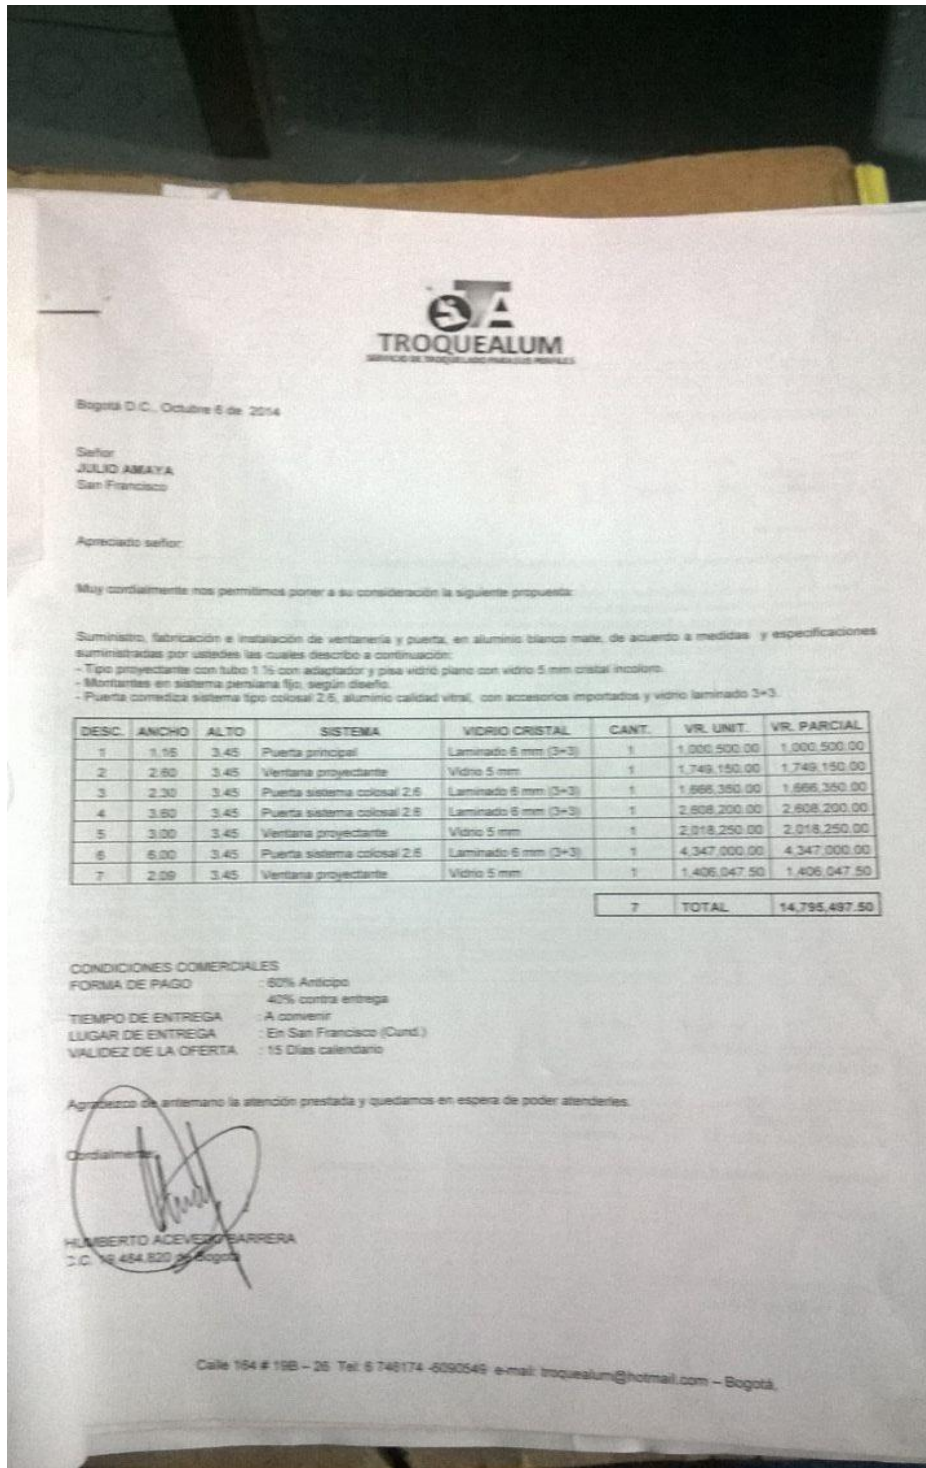 STA
TROQUEALUM
SERVICIO DE TROQUELADO PARA SUS PERFILES
Bogotá D.C., Octubre 6 de 2014
Señor
JULIO AMAYA
San Francisco
Apreciado señor:
Muy cordialmente nos permitimos poner a su consideración la siguiente propuesta:
Suministro, fabricación e instalación de ventanería y puerta, en aluminio blanco mate, de acuerdo a medidas y especificaciones
suministradas por ustedes las cuales describo a continuación:
- Tipo proyectante con tubo 1 ½ con adaptador y pisa vidrio plano con vidrio 5 mm cristal incoloro.
- Montantes en sistema persiana fijo, según diseño.
- Puerta corrediza sistema tipo colosal 2.6, aluminio calidad vitral, con accesorios importados y vidrio laminado 3+3.
DESC. ANCHO ALTO SISTEMA VIDRIO CRISTAL CANT. VR. UNIT. VR. PARCIAL
1 1.15 3.45 Puerta principal Laminado 6 mm (3+3) 1 1,000,500.00 1,000,500.00
2 2.60 3.45 Ventana proyectante Vidrio 5 mm 1 1,749,150.00 1,749,150.00
3 2.30 3.45 Puerta sistema colosal 2.6 Laminado 6 mm (3+3) 1 1,666,350.00 1,666,350.00
4 3.60 3.45 Puerta sistema colosal 2.6 Laminado 6 mm (3+3) 1 2,608,200.00 2,608,200.00
5 3.00 3.45 Ventana proyectante Vidrio 5 mm 1 2,018,250.00 2,018,250.00
6 6.00 3.45 Puerta sistema colosal 2.6 Laminado 6 mm (3+3) 1 4,347,000.00 4,347,000.00
7 2.09 3.45 Ventana proyectante Vidrio 5 mm 1 1,406,047.50 1,406,047.50
7 TOTAL 14,795,497.50
CONDICIONES COMERCIALES
FORMA DE PAGO : 60% Anticipo
40% contra entrega
TIEMPO DE ENTREGA : A convenir
LUGAR DE ENTREGA : En San Francisco (Cund.)
VALIDEZ DE LA OFERTA : 15 Días calendario
Agradezco de antemano la atención prestada y quedamos en espera de poder atenderles.
Cordialmente,
HUMBERTO ACEVEDO BARRERA
C.C. 19.484.820 de Bogotá
Calle 164 # 19B – 26 Tel: 6 746174 -6090549 e-mail: troquealum@hotmail.com – Bogotá,